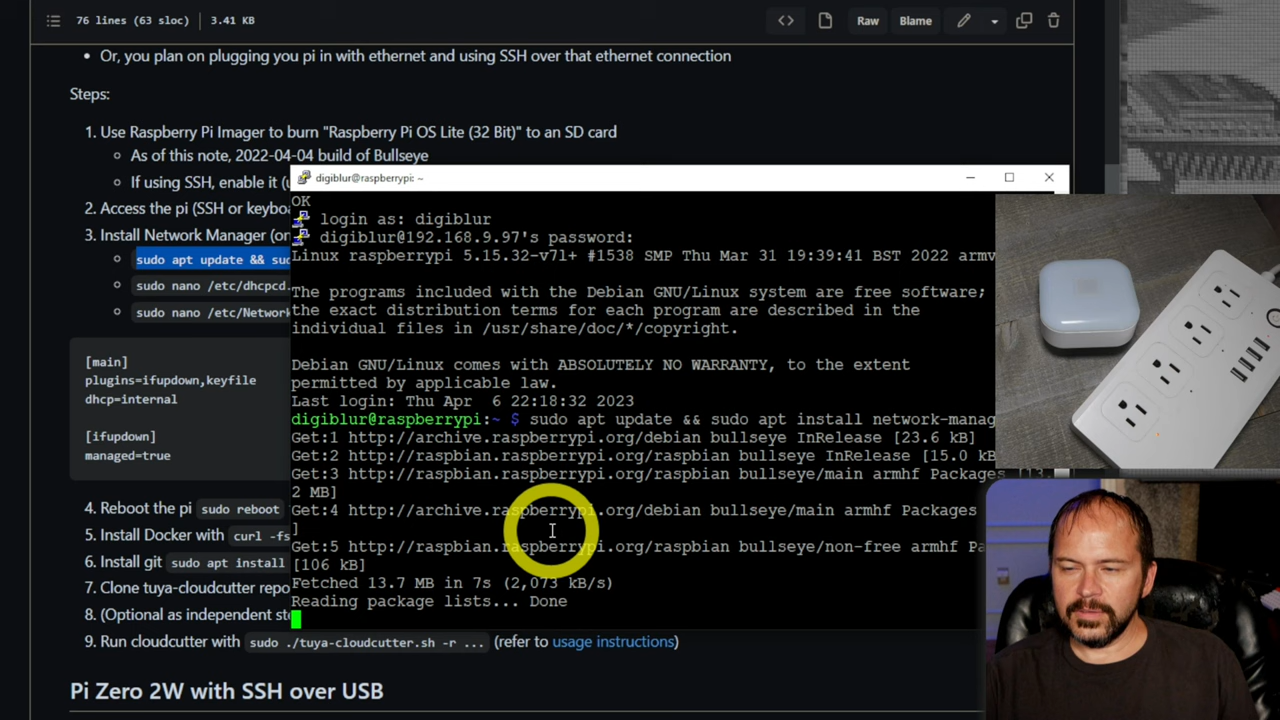 76 lines (63 sloc) | 3.41 KB
Raw
Blame
Or, you plan on plugging you pi in with ethernet and using SSH over that ethernet connection
Steps:
1. Use Raspberry Pi Imager to burn "Raspberry Pi OS Lite (32 Bit)" to an SD card
As of this note, 2022-04-04 build of Bullseye
If using SSH, enable it
2. Access the pi (SSH or
3. Install Network Manager
sudo apt update &&
sudo nano
sudo nano
[main]
plugins=ifupdown,keyfile
dhcp=internal
[ifupdown]
managed=true
4. Reboot the pi sudo reboot
5. Install Docker with curl
6. Install git sudo apt install
7. Clone tuya-cloudcutter
8. (Optional as independent
9. Run cloudcutter with sudo ./tuya-cloudcutter.sh -r ... (refer to usage instructions)
Pi Zero 2W with SSH over USB
digiblur@raspberrypi: ~
OK
login as: digiblur
digiblur@192.168.9.97's password:
Linux raspberrypi 5.15.32-v7l+ #1538 SMP Thu Mar 31 19:39:41 BST 2022
The programs included with the Debian GNU/Linux system are free software;
the exact distribution terms for each program are described in the
individual files in /usr/share/doc/*/copyright.
Debian GNU/Linux comes with ABSOLUTELY NO WARRANTY, to the extent
permitted by applicable law.
Last login: Thu Apr 6 22:18:32 2023
digiblur@raspberrypi:~ $ sudo apt update && sudo apt install
Get:1 http://archive.raspberrypi.org/debian bullseye InRelease [23.6 kB]
Get:2 http://raspbian.raspberrypi.org/raspbian bullseye InRelease [15.0 kB
Get:3 http://raspbian.raspberrypi.org/raspbian bullseye/main armhf Packages
2 MB]
Get:4 http://archive.raspberrypi.org/debian bullseye/main armhf Packages
]
Get:5 http://raspbian.raspberrypi.org/raspbian bullseye/non-free armhf
[106 kB]
Fetched 13.7 MB in 7s (2,073 kB/s)
Reading package lists... Done